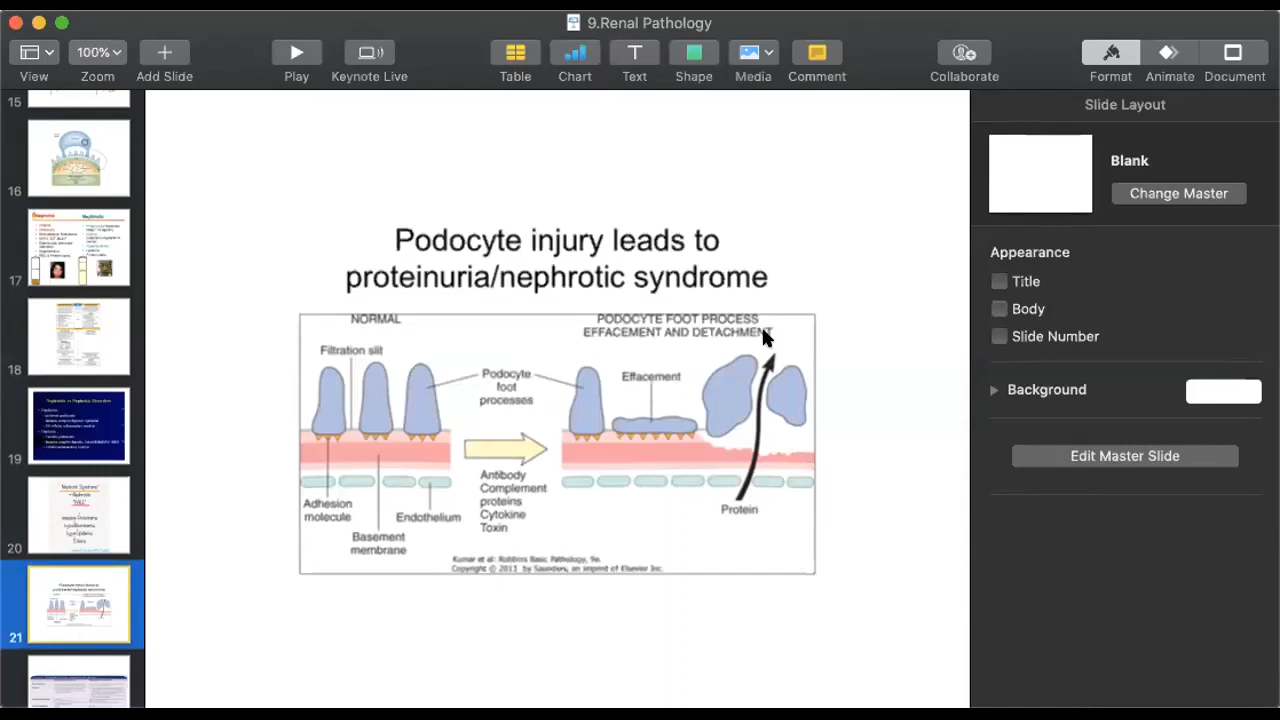 9.Renal Pathology
100%
View
Zoom
Add Slide
Play
Keynote Live
Table
Chart
Text
Shape
Media
Comment
Collaborate
Format
Animate
Document
15
16
17
18
19
20
21
Nephrotic
Podocyte injury leads to
proteinuria/nephrotic syndrome
NORMAL
PODOCYTE FOOT PROCESS
EFFACEMENT AND DETACHMENT
Filtration slit
Podocyte
foot
processes
Effacement
Antibody
Complement
proteins
Cytokine
Toxin
Adhesion
molecule
Endothelium
Basement
membrane
Protein
Kumar et al: Robbins Basic Pathology, 9e.
Copyright © 2013 by Saunders, an imprint of Elsevier Inc.
Slide Layout
Blank
Change Master
Appearance
Title
Body
Slide Number
Background
Edit Master Slide